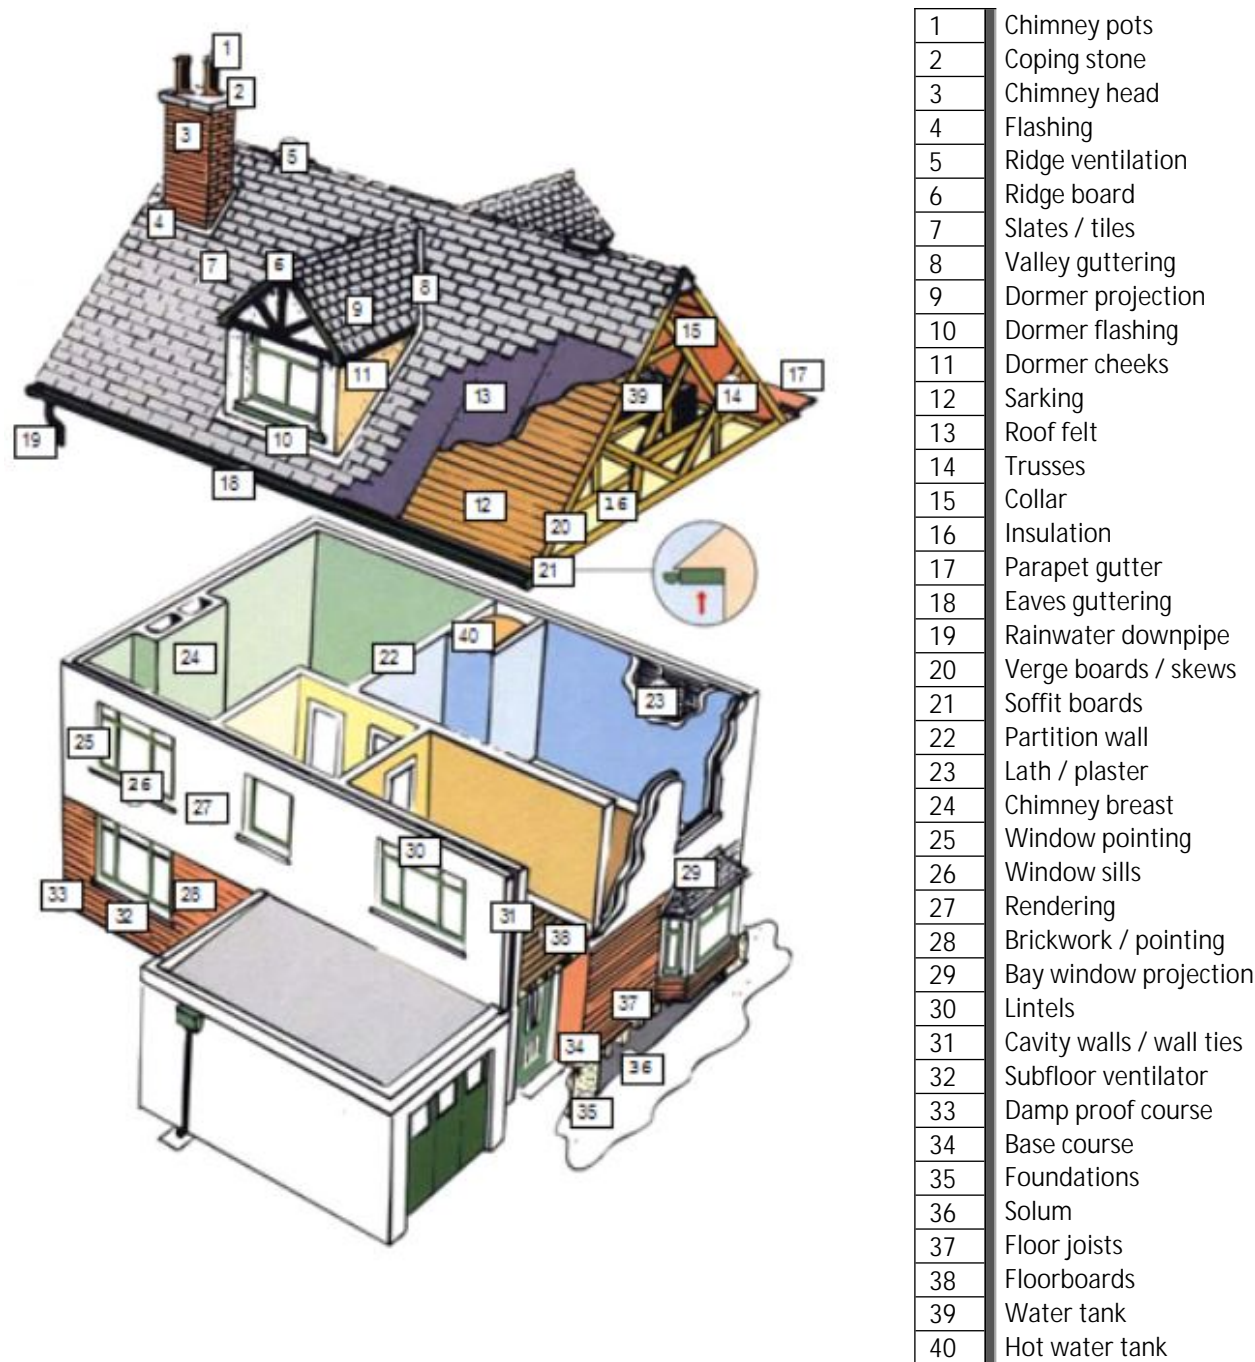 1
2
3
4
5
6
7
8
9
10
11
12
13
14
15
16
17
18
19
20
21
22
23
24
25
26
27
28
29
30
31
32
33
34
35
36
37
38
39
40
1 Chimney pots
2 Coping stone
3 Chimney head
4 Flashing
5 Ridge ventilation
6 Ridge board
7 Slates / tiles
8 Valley guttering
9 Dormer projection
10 Dormer flashing
11 Dormer cheeks
12 Sarking
13 Roof felt
14 Trusses
15 Collar
16 Insulation
17 Parapet gutter
18 Eaves guttering
19 Rainwater downpipe
20 Verge boards / skews
21 Soffit boards
22 Partition wall
23 Lath / plaster
24 Chimney breast
25 Window pointing
26 Window sills
27 Rendering
28 Brickwork / pointing
29 Bay window projection
30 Lintels
31 Cavity walls / wall ties
32 Subfloor ventilator
33 Damp proof course
34 Base course
35 Foundations
36 Solum
37 Floor joists
38 Floorboards
39 Water tank
40 Hot water tank